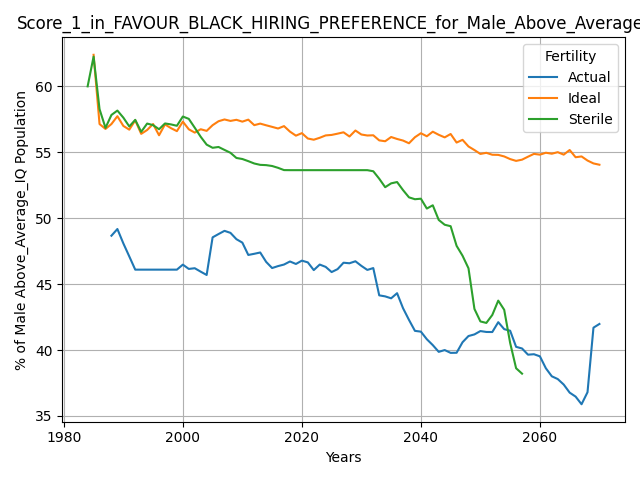 Score_1_in_FAVOUR_BLACK_HIRING_PREFERENCE_for_Male_Above_Average
Fertility
Actual
Ideal
Sterile
% of Male Above_Average_IQ Population
60
55
50
45
40
35
1980
2000
2020
2040
2060
Years